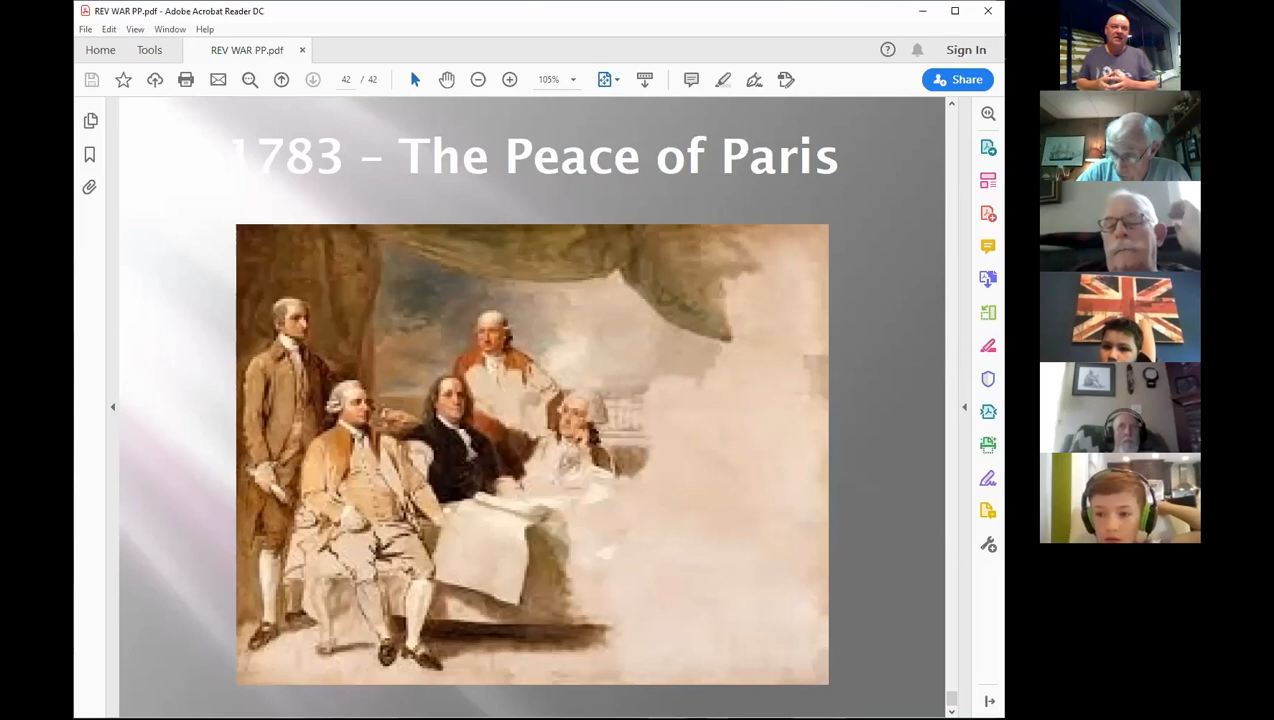 REV WAR PP.pdf - Adobe Acrobat Reader DC
File Edit View Window Help
Home Tools REV WAR PP.pdf × Sign In
42 / 42 105% Share
1783 – The Peace of Paris